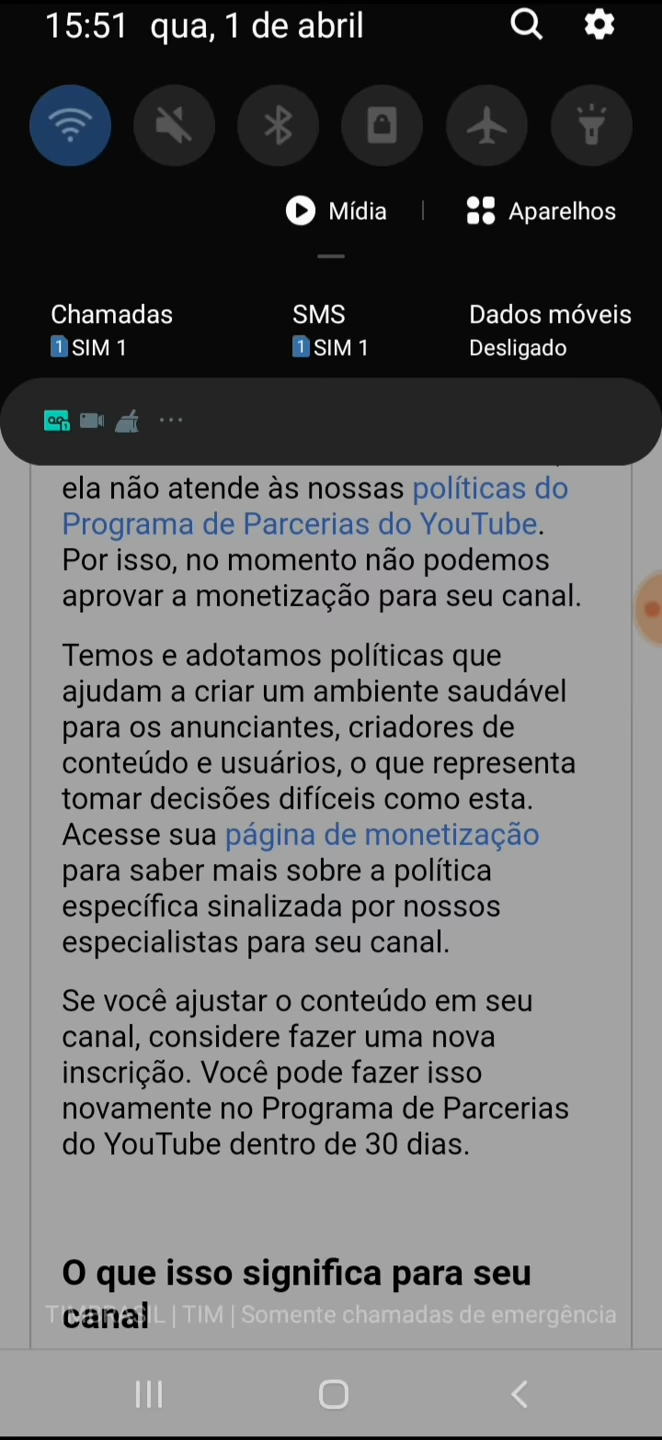 15:51 qua, 1 de abril
Mídia | Aparelhos
Chamadas SMS Dados móveis
1 SIM 1 1 SIM 1 Desligado
ela não atende às nossas políticas do
Programa de Parcerias do YouTube.
Por isso, no momento não podemos
aprovar a monetização para seu canal.
Temos e adotamos políticas que
ajudam a criar um ambiente saudável
para os anunciantes, criadores de
conteúdo e usuários, o que representa
tomar decisões difíceis como esta.
Acesse sua página de monetização
para saber mais sobre a política
específica sinalizada por nossos
especialistas para seu canal.
Se você ajustar o conteúdo em seu
canal, considere fazer uma nova
inscrição. Você pode fazer isso
novamente no Programa de Parcerias
do YouTube dentro de 30 dias.
O que isso significa para seu
canal
TIMBRASIL | TIM | Somente chamadas de emergência